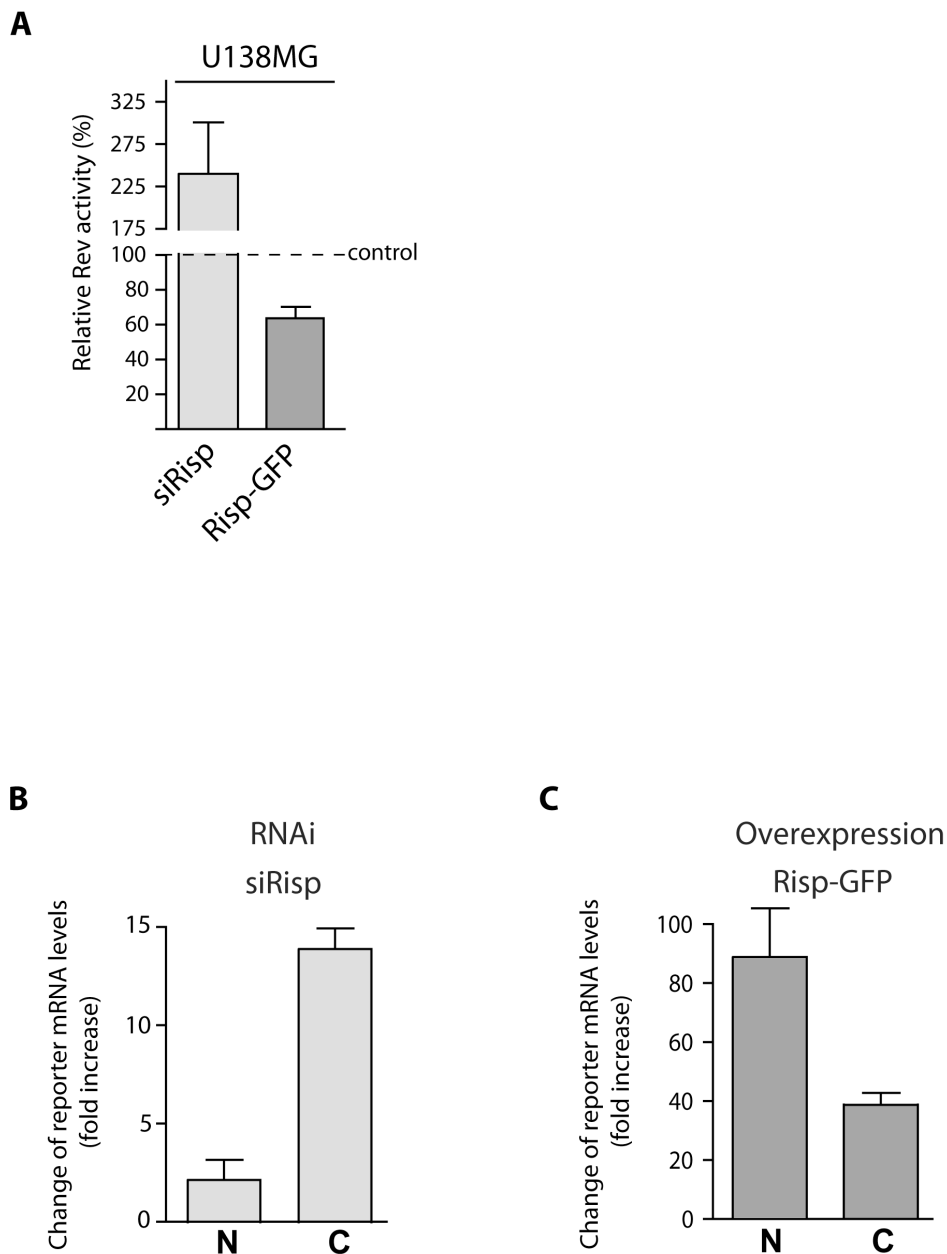 A
U138MG
Relative Rev activity (%)
325
275
225
175
100
control
80
60
40
20
siRisp
Risp-GFP
B
RNAi
siRisp
Change of reporter mRNA levels
(fold increase)
15
10
5
0
N
C
C
Overexpression
Risp-GFP
Change of reporter mRNA levels
(fold increase)
100
80
60
40
20
0
N
C